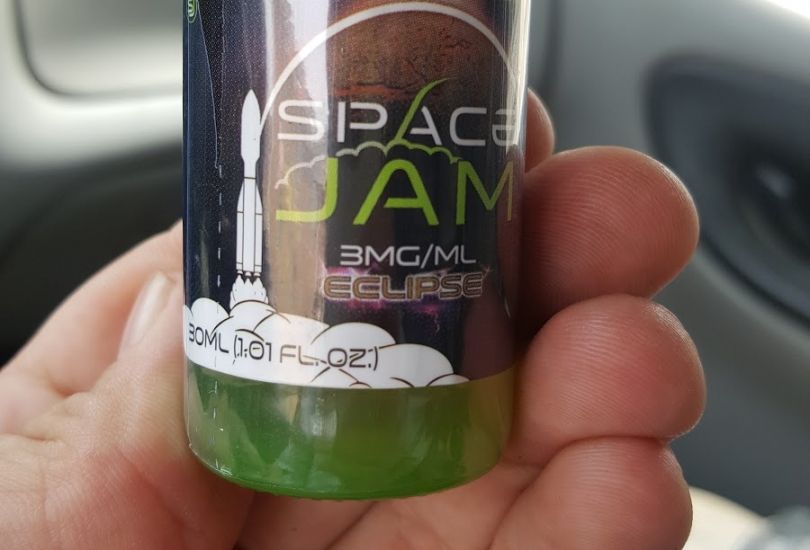 SPACE
JAM
3MG/ML
ECLIPSE
30ML (1.01 FL. OZ.)